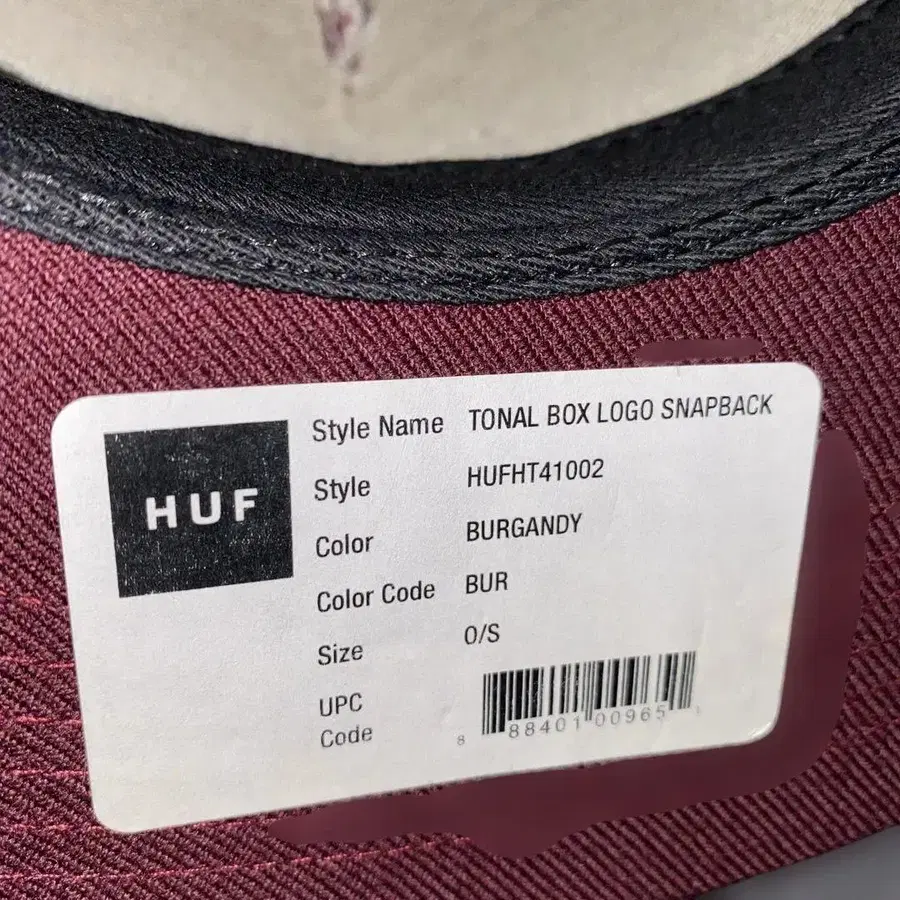 HUF
Style Name TONAL BOX LOGO SNAPBACK
Style HUFHT41002
Color BURGANDY
Color Code BUR
Size O/S
UPC
Code
8 88401 00965 1